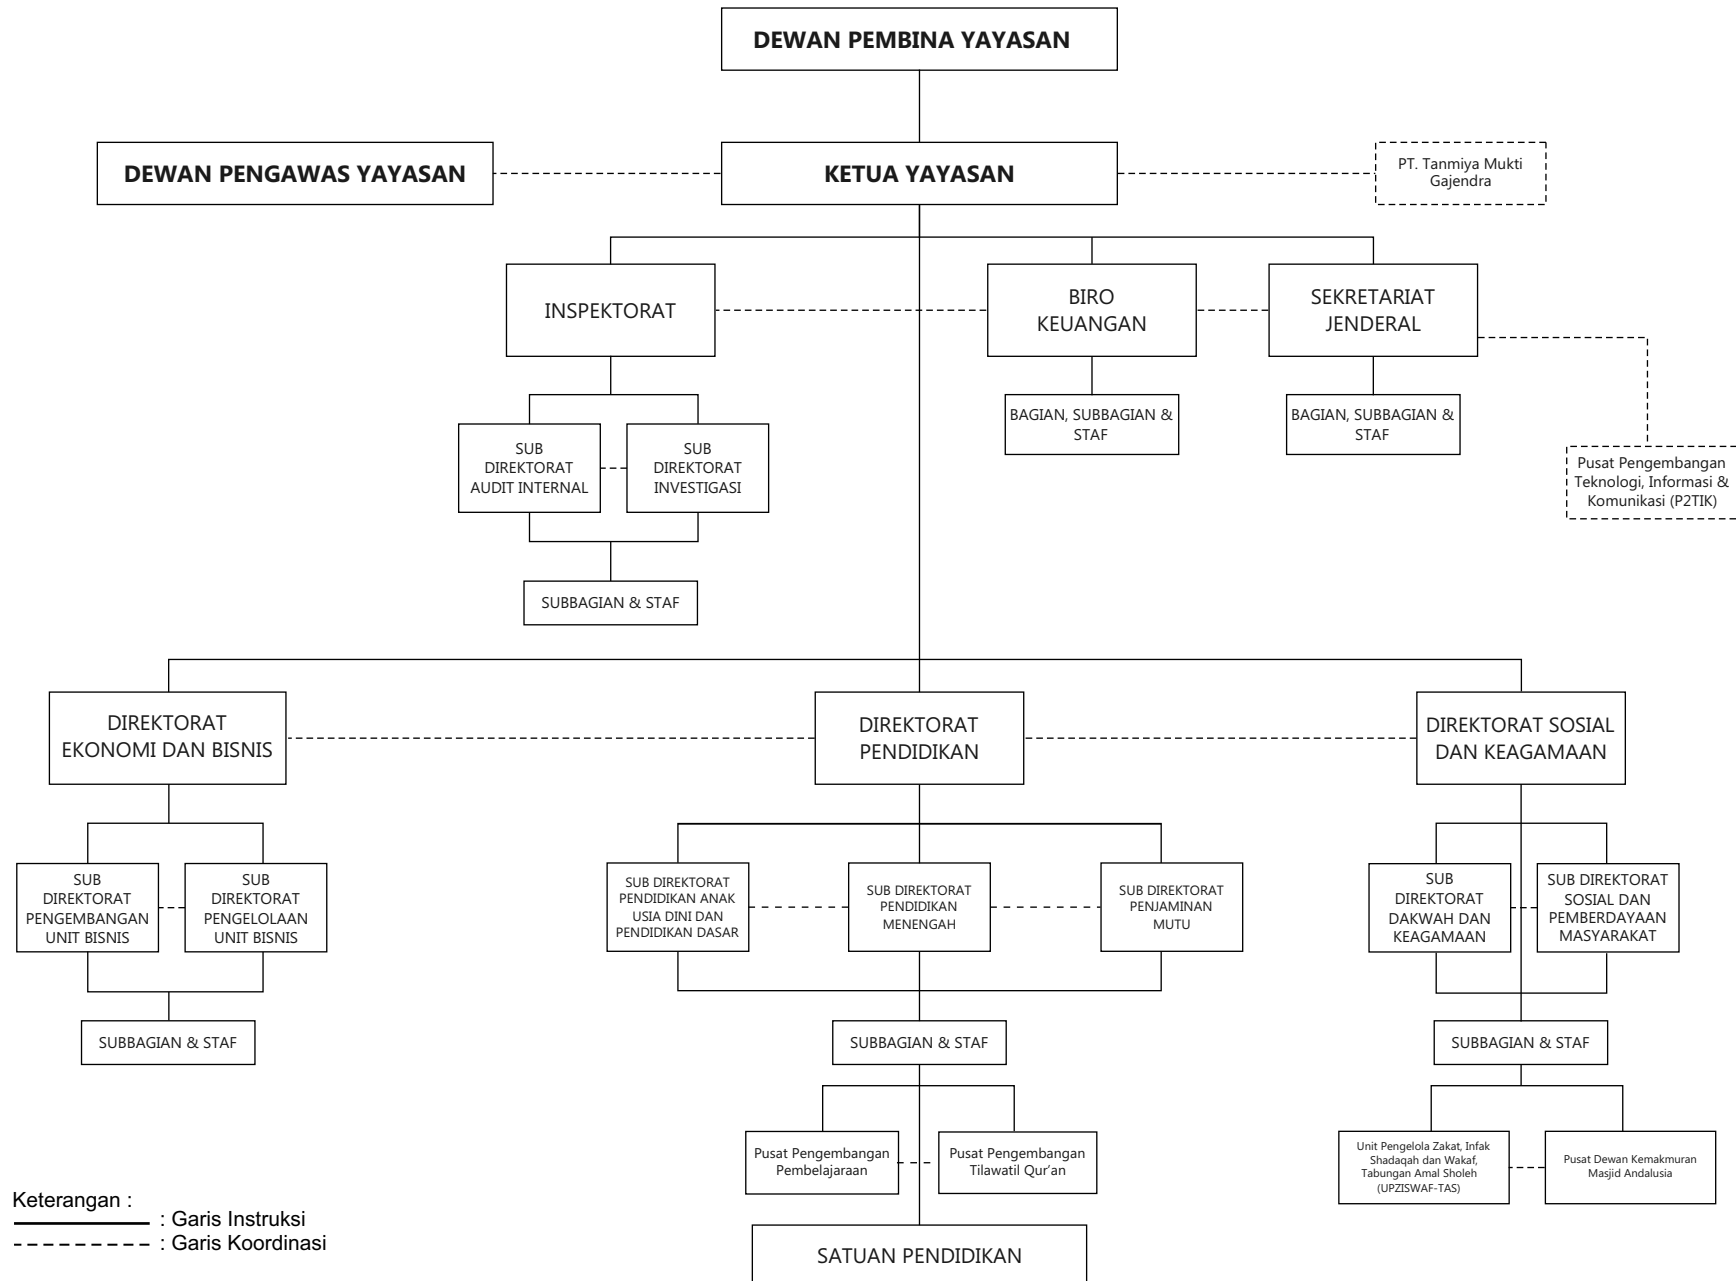 DEWAN PEMBINA YAYASAN
DEWAN PENGAWAS YAYASAN
KETUA YAYASAN
PT. Tanmiya Mukti
Gajendra
INSPEKTORAT
BIRO
KEUANGAN
SEKRETARIAT
JENDERAL
BAGIAN, SUBBAGIAN &
STAF
BAGIAN, SUBBAGIAN &
STAF
SUB
DIREKTORAT
AUDIT INTERNAL
SUB
DIREKTORAT
INVESTIGASI
Pusat Pengembangan
Teknologi, Informasi &
Komunikasi (P2TIK)
SUBBAGIAN & STAF
DIREKTORAT
EKONOMI DAN BISNIS
DIREKTORAT
PENDIDIKAN
DIREKTORAT SOSIAL
DAN KEAGAMAAN
SUB
DIREKTORAT
PENGEMBANGAN
UNIT BISNIS
SUB
DIREKTORAT
PENGELOLAAN
UNIT BISNIS
SUB DIREKTORAT
PENDIDIKAN ANAK
USIA DINI DAN
PENDIDIKAN DASAR
SUB DIREKTORAT
PENDIDIKAN
MENENGAH
SUB DIREKTORAT
PENJAMINAN
MUTU
SUB
DIREKTORAT
DAKWAH DAN
KEAGAMAAN
SUB DIREKTORAT
SOSIAL DAN
PEMBERDAYAAN
MASYARAKAT
SUBBAGIAN & STAF
SUBBAGIAN & STAF
SUBBAGIAN & STAF
Pusat Pengembangan
Pembelajaraan
Pusat Pengembangan
Tilawatil Qur’an
Unit Pengelola Zakat, Infak
Shadaqah dan Wakaf,
Tabungan Amal Sholeh
(UPZISWAF-TAS)
Pusat Dewan Kemakmuran
Masjid Andalusia
Keterangan :
: Garis Instruksi
: Garis Koordinasi
SATUAN PENDIDIKAN